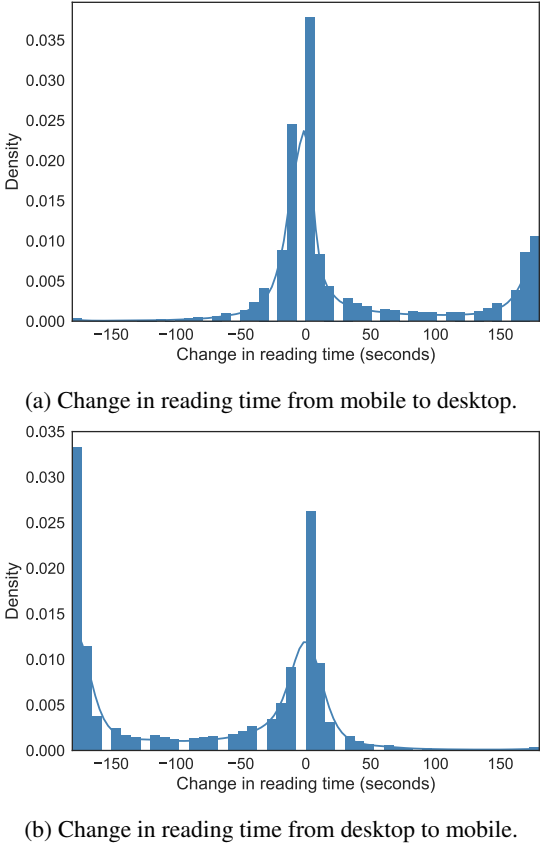 0.035
0.030
0.025
0.020
0.015
0.010
0.005
0.000
Density
−150 −100 −50 0 50 100 150
Change in reading time (seconds)
(a) Change in reading time from mobile to desktop.
0.035
0.030
0.025
0.020
0.015
0.010
0.005
0.000
Density
−150 −100 −50 0 50 100 150
Change in reading time (seconds)
(b) Change in reading time from desktop to mobile.